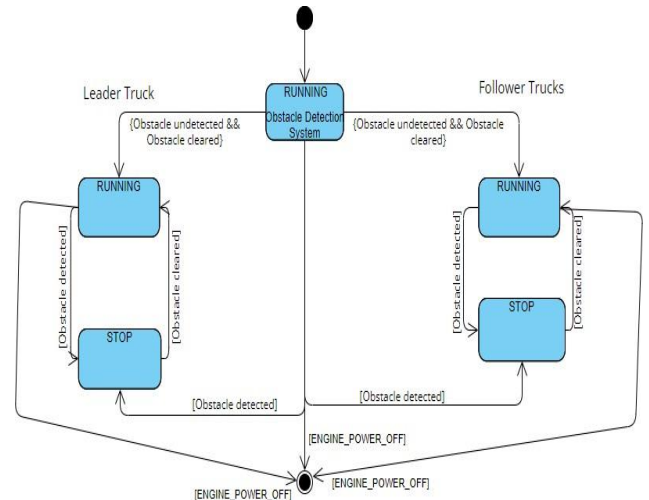 Leader Truck
RUNNING
Obstacle Detection
System
Follower Trucks
{Obstacle undetected &&
Obstacle cleared}
{Obstacle undetected && Obstacle
cleared}
RUNNING
RUNNING
[Obstacle detected]
[Obstacle cleared]
[Obstacle detected]
[Obstacle cleared]
STOP
STOP
[Obstacle detected]
[Obstacle detected]
[ENGINE_POWER_OFF]
[ENGINE_POWER_OFF]
[ENGINE_POWER_OFF]